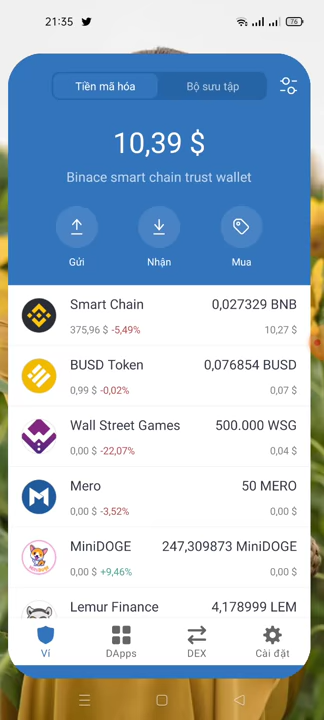 21:35
76
Tiền mã hóa
Bộ sưu tập
10,39 $
Binace smart chain trust wallet
Gửi
Nhận
Mua
Smart Chain 0,027329 BNB
375,96 $ -5,49% 10,27 $
BUSD Token 0,076854 BUSD
0,99 $ -0,02% 0,07 $
Wall Street Games 500.000 WSG
0,00 $ -22,07% 0,04 $
Mero 50 MERO
0,00 $ -3,52% 0,00 $
MiniDOGE 247,309873 MiniDOGE
0,00 $ +9,46% 0,00 $
Lemur Finance 4,178999 LEM
Ví
DApps
DEX
Cài đặt